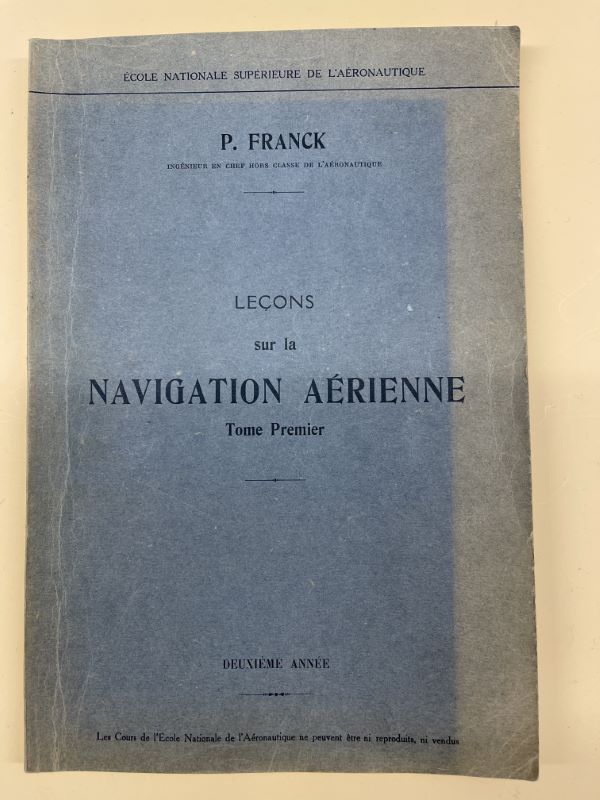 ÉCOLE NATIONALE SUPÉRIEURE DE L'AÉRONAUTIQUE
P. FRANCK
INGÉNIEUR EN CHEF HORS CLASSE DE L'AÉRONAUTIQUE
LEÇONS
sur la
NAVIGATION AÉRIENNE
Tome Premier
DEUXIÈME ANNÉE
Les Cours de l'Ecole Nationale de l'Aéronautique ne peuvent être ni reproduits, ni vendus